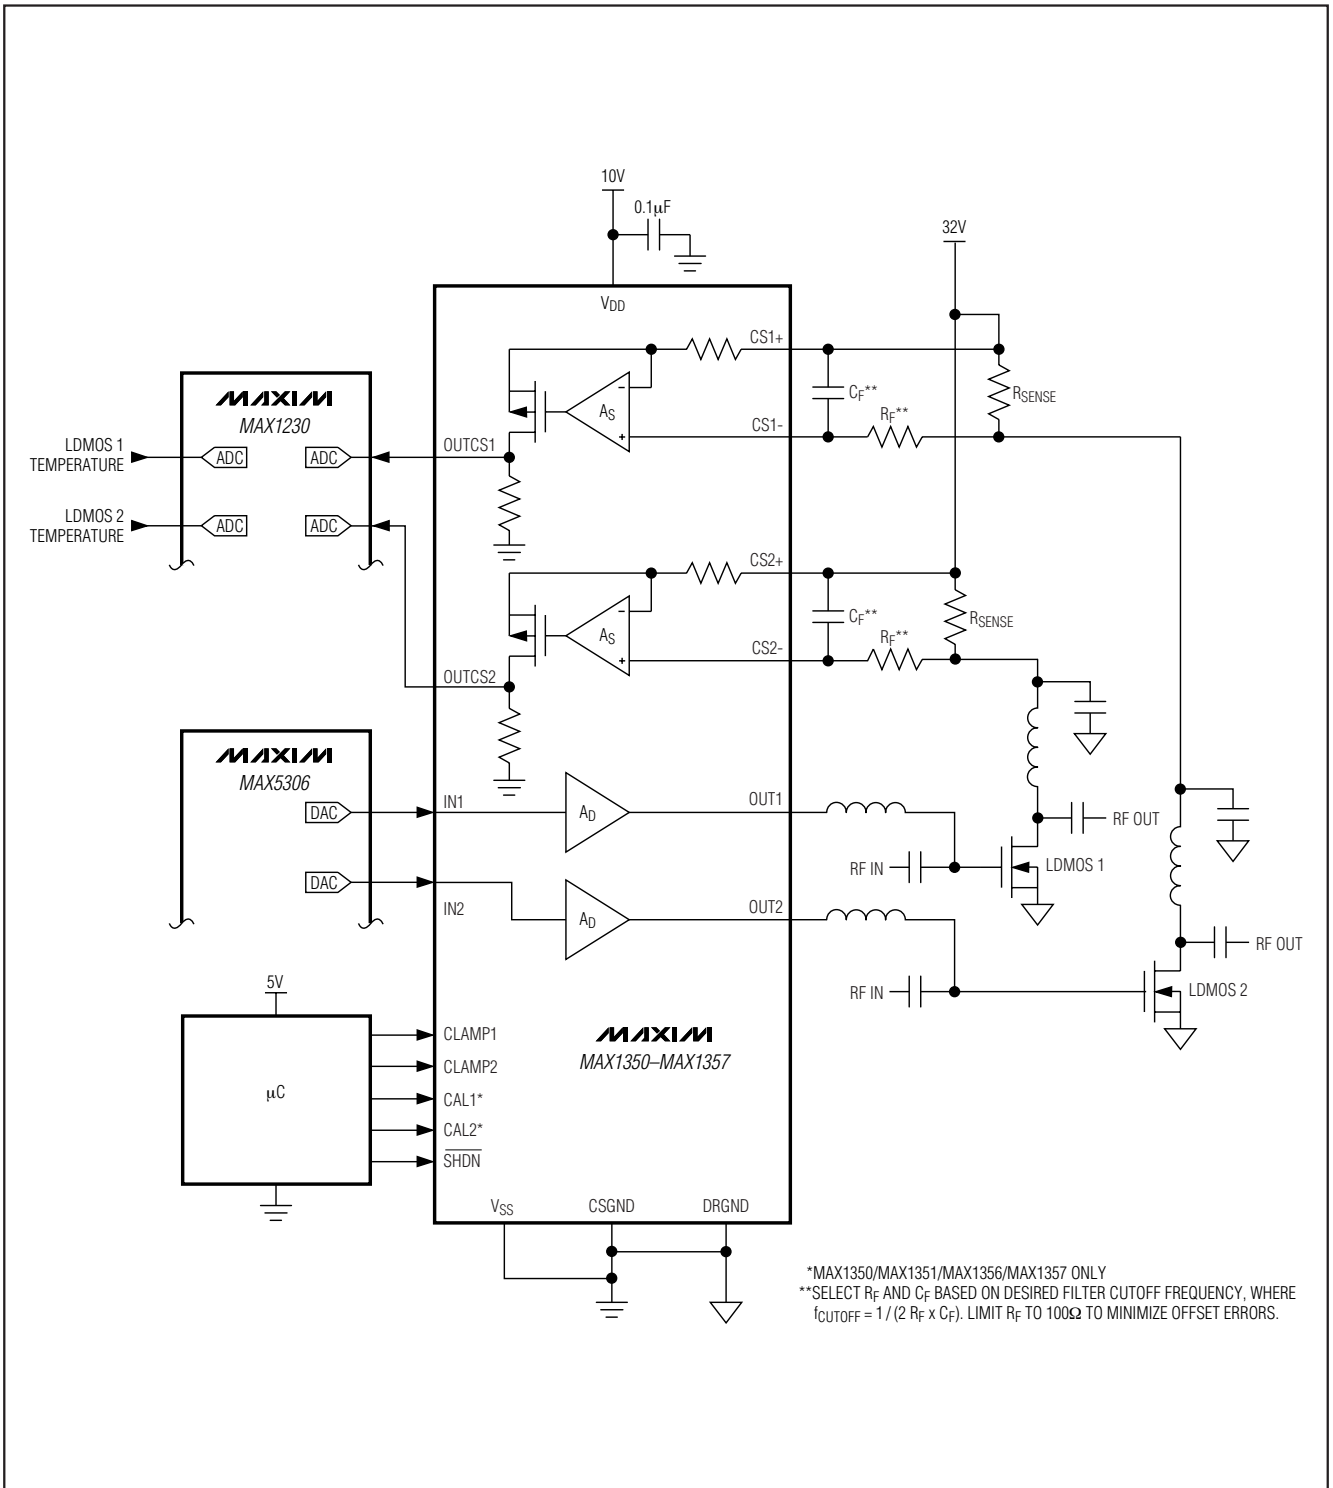 10V
0.1µF
32V
VDD
CS1+
MAXIM
MAX1230
CF**
RSENSE
AS
RF**
CS1-
OUTCS1
LDMOS 1
TEMPERATURE
ADC
ADC
LDMOS 2
TEMPERATURE
ADC
ADC
CS2+
CF**
RSENSE
AS
RF**
CS2-
OUTCS2
MAXIM
MAX5306
DAC
IN1
AD
OUT1
RF OUT
RF IN
LDMOS 1
DAC
IN2
AD
OUT2
RF OUT
RF IN
LDMOS 2
5V
µC
CLAMP1
CLAMP2
CAL1*
CAL2*
SHDN
MAXIM
MAX1350–MAX1357
VSS
CSGND
DRGND
*MAX1350/MAX1351/MAX1356/MAX1357 ONLY
**SELECT RF AND CF BASED ON DESIRED FILTER CUTOFF FREQUENCY, WHERE
fCUTOFF = 1 / (2 RF x CF). LIMIT RF TO 100Ω TO MINIMIZE OFFSET ERRORS.